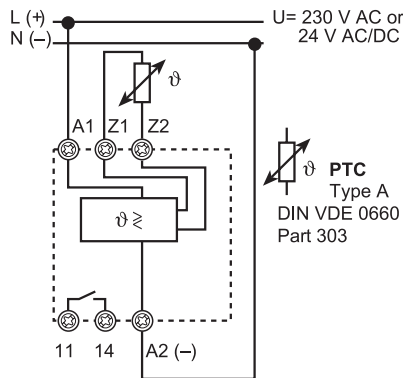 L (+)
U= 230 V AC or
N (–)
24 V AC/DC
ϑ
A1 Z1 Z2
ϑ PTC
Type A
DIN VDE 0660
Part 303
ϑ ≷
11 14 A2 (–)